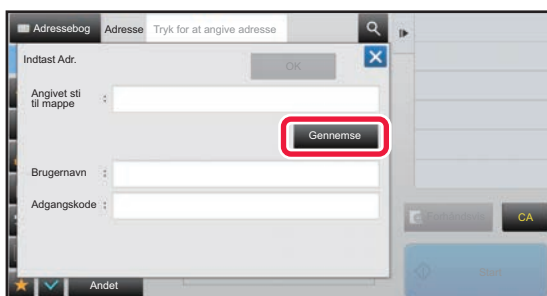 Adressebog Adresse Tryk for at angive adresse
Indtast Adr. OK
Angivet sti
til mappe :
Gennemse
Brugernavn :
Adgangskode :
CA
Start
Andet